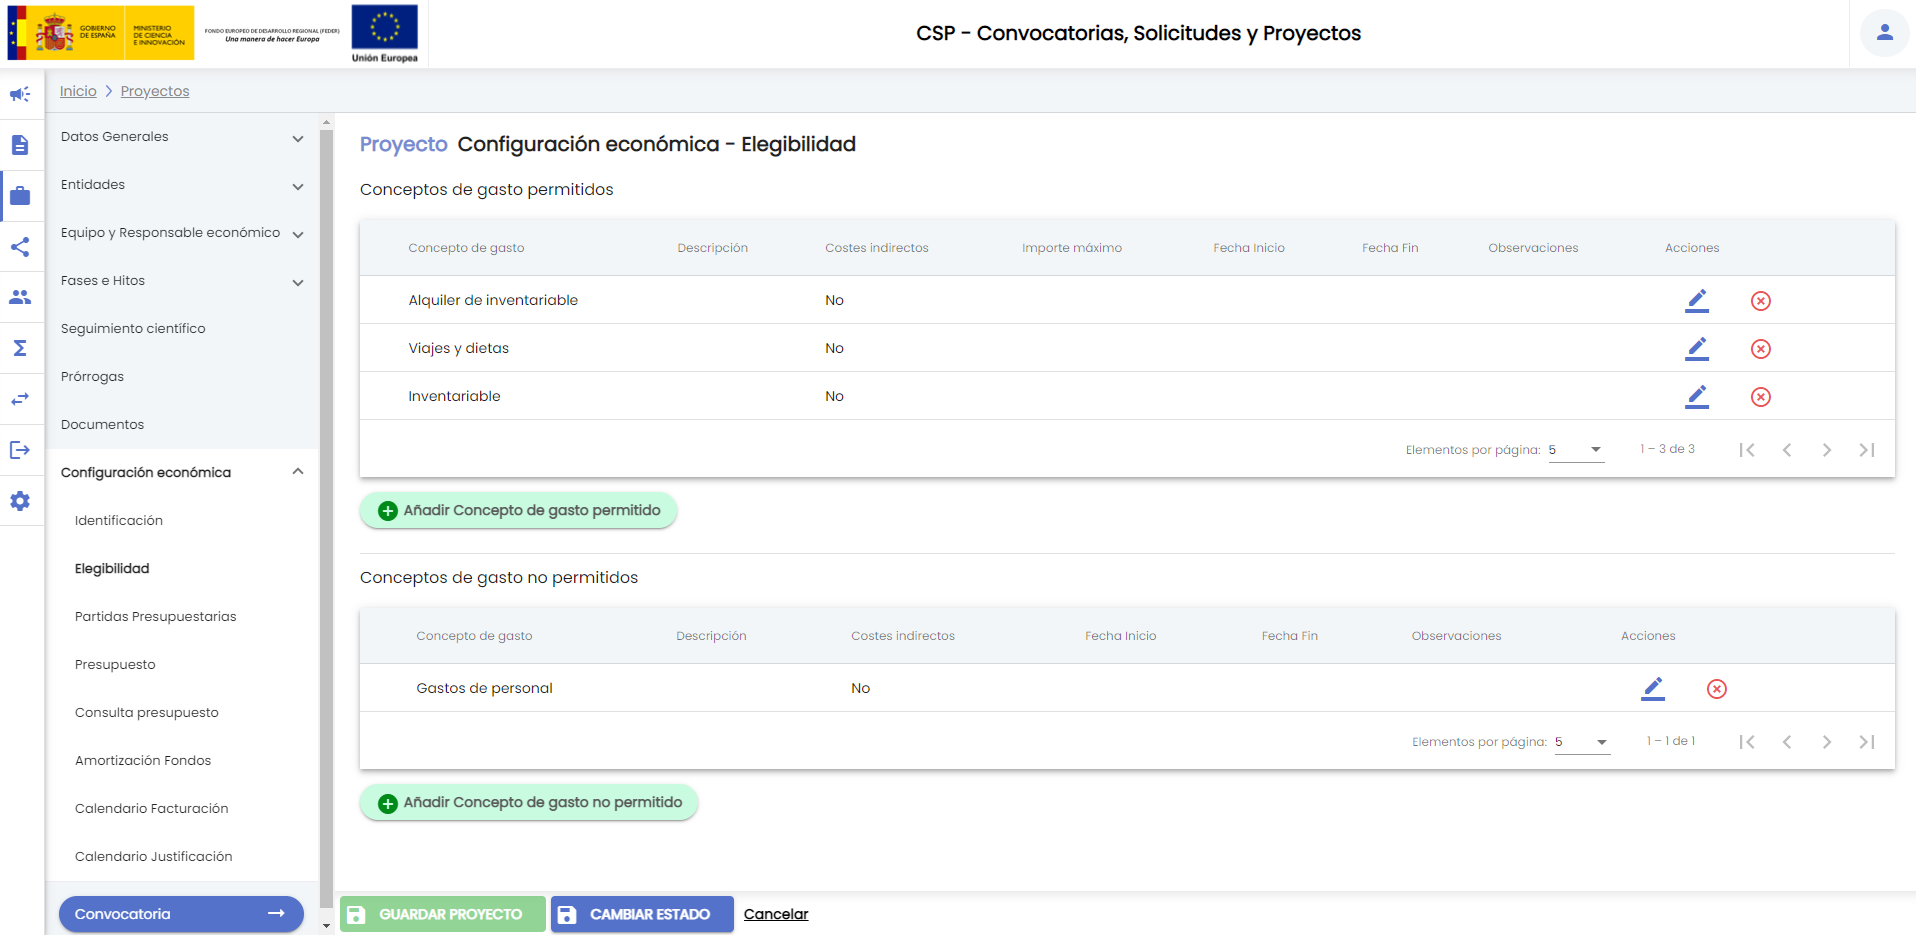 GOBIERNO
DE ESPAÑA
MINISTERIO
DE CIENCIA
E INNOVACIÓN
FONDO EUROPEO DE DESARROLLO REGIONAL (FEDER)
Una manera de hacer Europa
Unión Europea
CSP - Convocatorias, Solicitudes y Proyectos
Inicio > Proyectos
Datos Generales
Entidades
Equipo y Responsable económico
Fases e Hitos
Seguimiento científico
Prórrogas
Documentos
Configuración económica
Identificación
Elegibilidad
Partidas Presupuestarias
Presupuesto
Consulta presupuesto
Amortización Fondos
Calendario Facturación
Calendario Justificación
Convocatoria
Proyecto Configuración económica - Elegibilidad
Conceptos de gasto permitidos
Concepto de gasto Descripción Costes indirectos Importe máximo Fecha Inicio Fecha Fin Observaciones Acciones
Alquiler de inventariable No
Viajes y dietas No
Inventariable No
Elementos por página: 5 1 – 3 de 3
Añadir Concepto de gasto permitido
Conceptos de gasto no permitidos
Concepto de gasto Descripción Costes indirectos Fecha Inicio Fecha Fin Observaciones Acciones
Gastos de personal No
Elementos por página: 5 1 – 1 de 1
Añadir Concepto de gasto no permitido
GUARDAR PROYECTO CAMBIAR ESTADO Cancelar